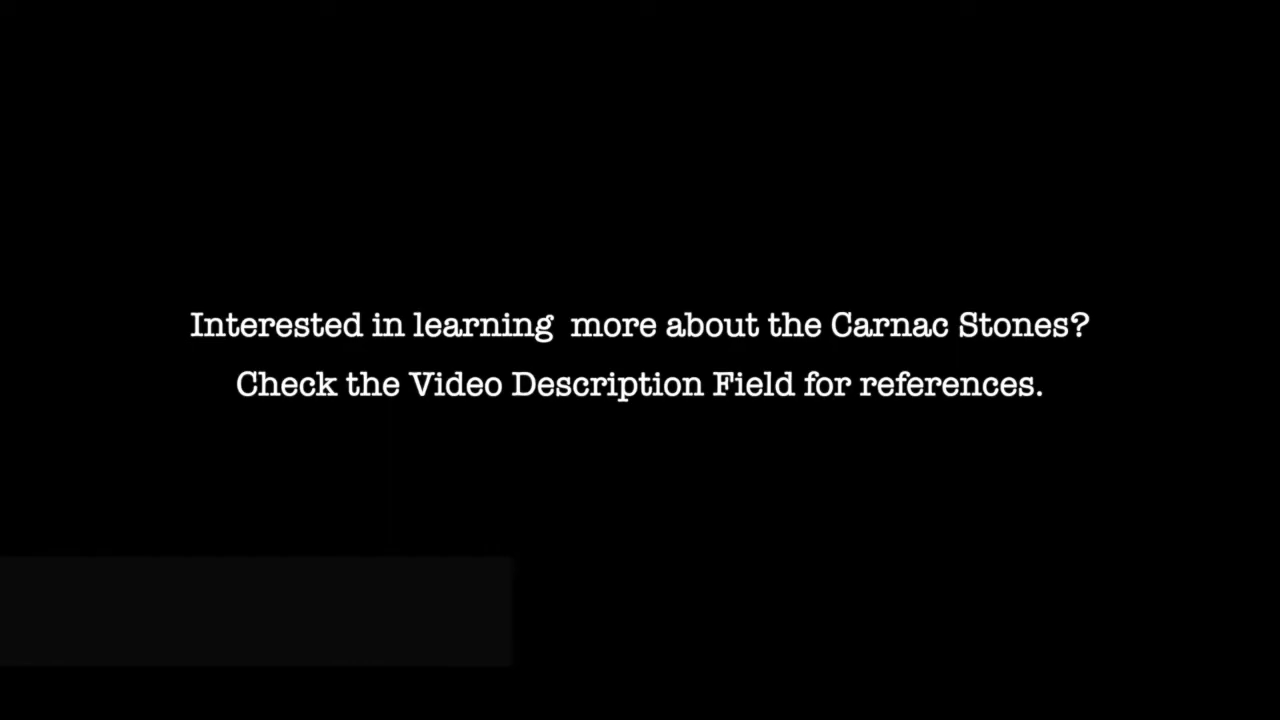 Interested in learning  more about the Carnac Stones?
Check the Video Description Field for references.